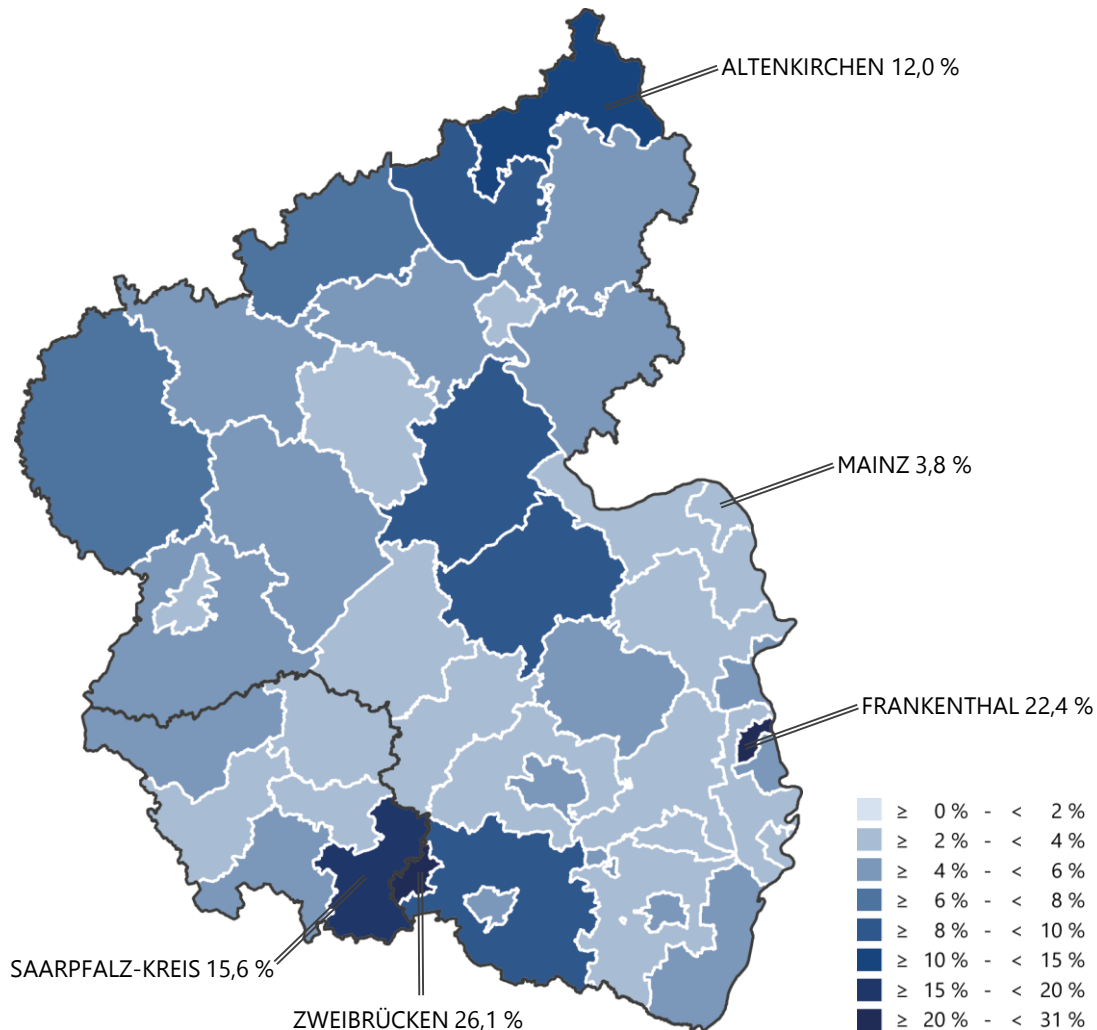 ALTENKIRCHEN 12,0 %
MAINZ 3,8 %
FRANKENTHAL 22,4 %
SAARPFALZ-KREIS 15,6 %
ZWEIBRÜCKEN 26,1 %
≥ 0 % - < 2 %
≥ 2 % - < 4 %
≥ 4 % - < 6 %
≥ 6 % - < 8 %
≥ 8 % - < 10 %
≥ 10 % - < 15 %
≥ 15 % - < 20 %
≥ 20 % - < 31 %